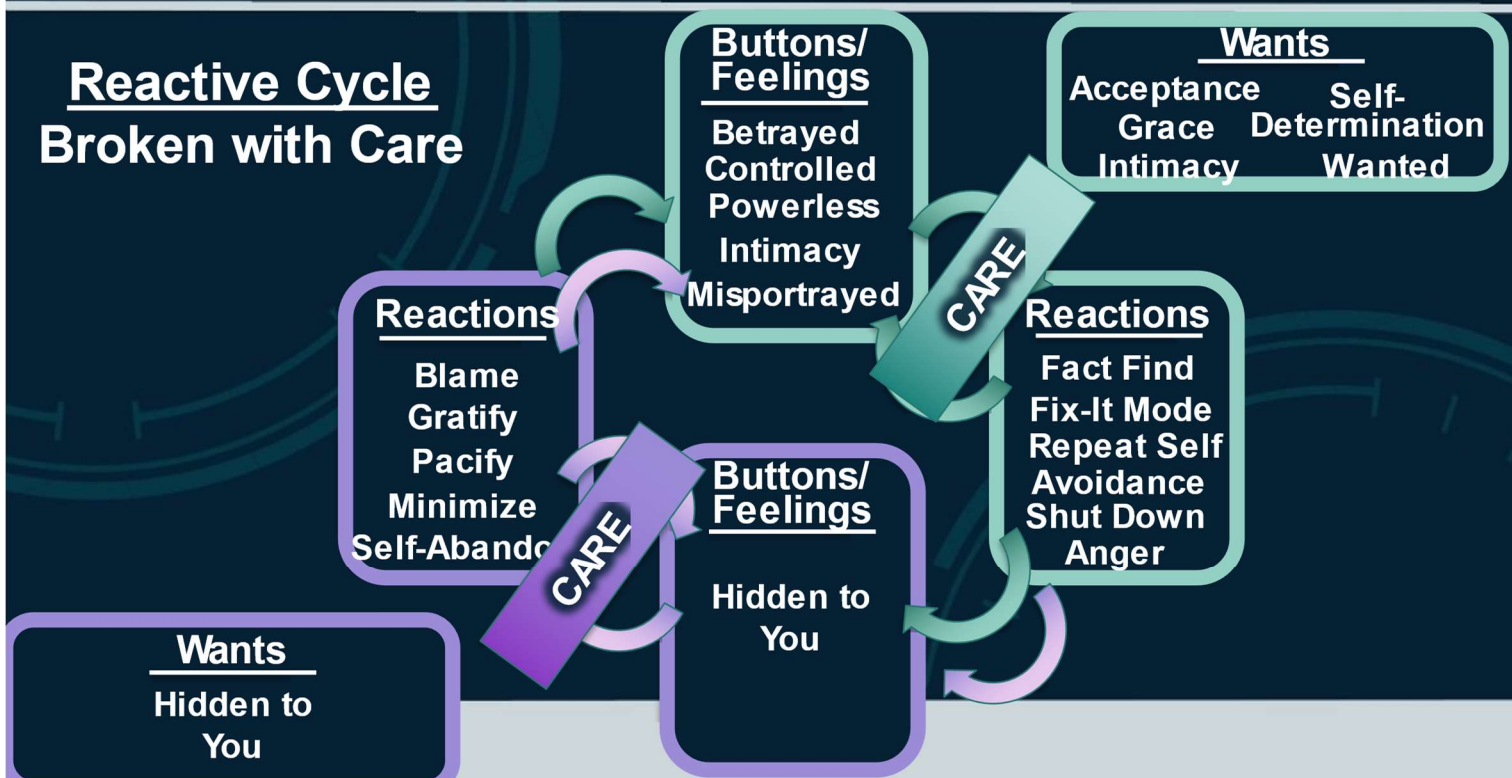 Reactive Cycle
Broken with Care
Buttons/
Feelings
Betrayed
Controlled
Powerless
Intimacy
Misportrayed
Wants
Acceptance
Grace
Intimacy
Self-
Determination
Wanted
CARE
Reactions
Fact Find
Fix-It Mode
Repeat Self
Avoidance
Shut Down
Anger
Reactions
Blame
Gratify
Pacify
Minimize
Self-Abando
CARE
Buttons/
Feelings
Hidden to
You
Wants
Hidden to
You